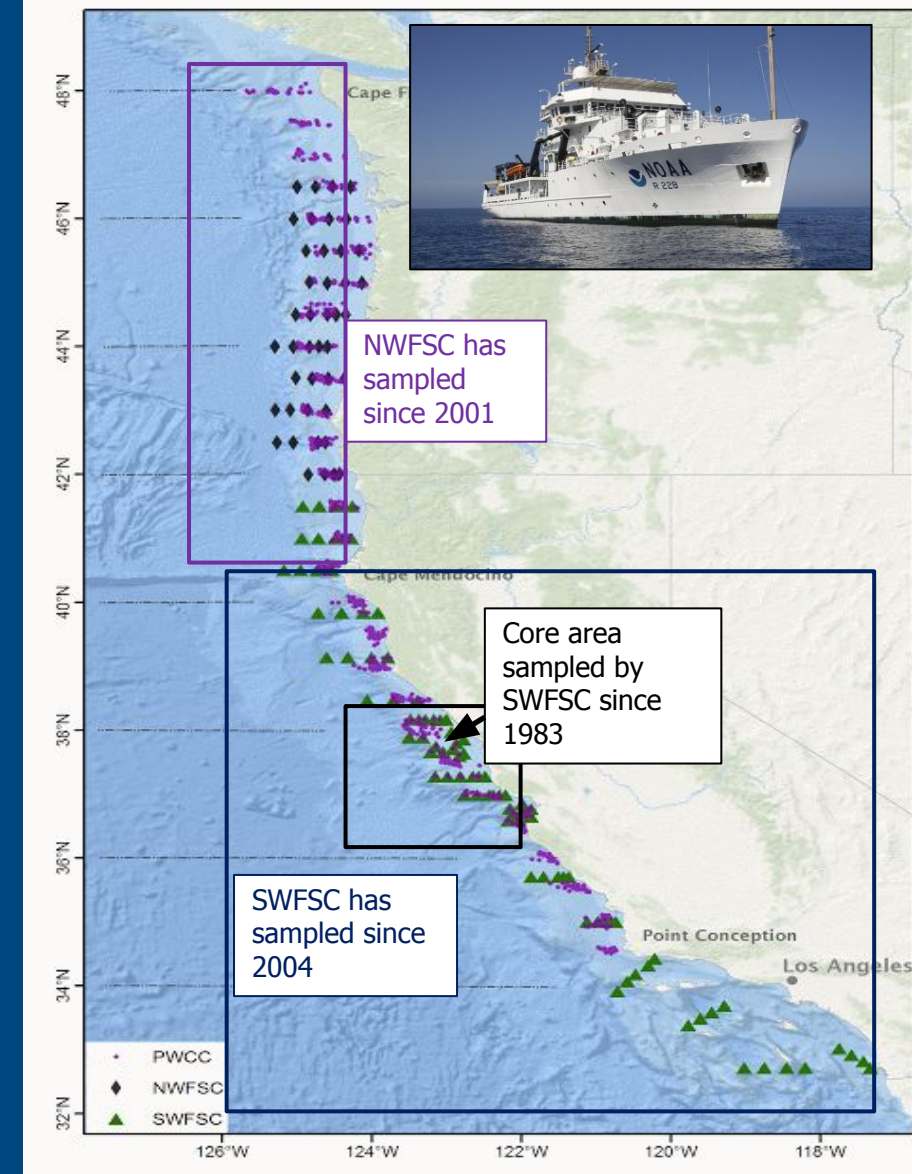 48°N
46°N
44°N
42°N
40°N
38°N
36°N
34°N
32°N
Cape F
NOAA
R 228
NWFSC has
sampled
since 2001
Cape Mendocino
Core area
sampled by
SWFSC since
1983
SWFSC has
sampled since
2004
Point Conception
Los Angeles
PWCC
NWFSC
SWFSC
126°W
124°W
122°W
120°W
118°W